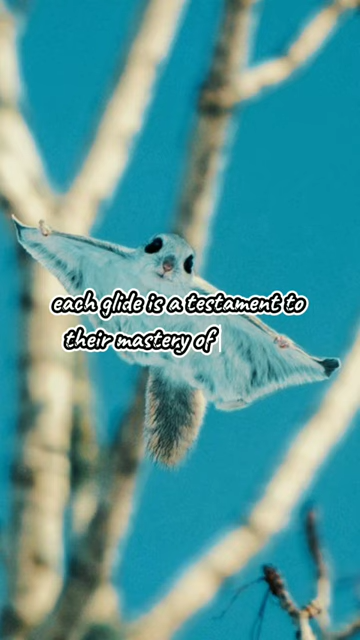 each glide is a testament to
their mastery of